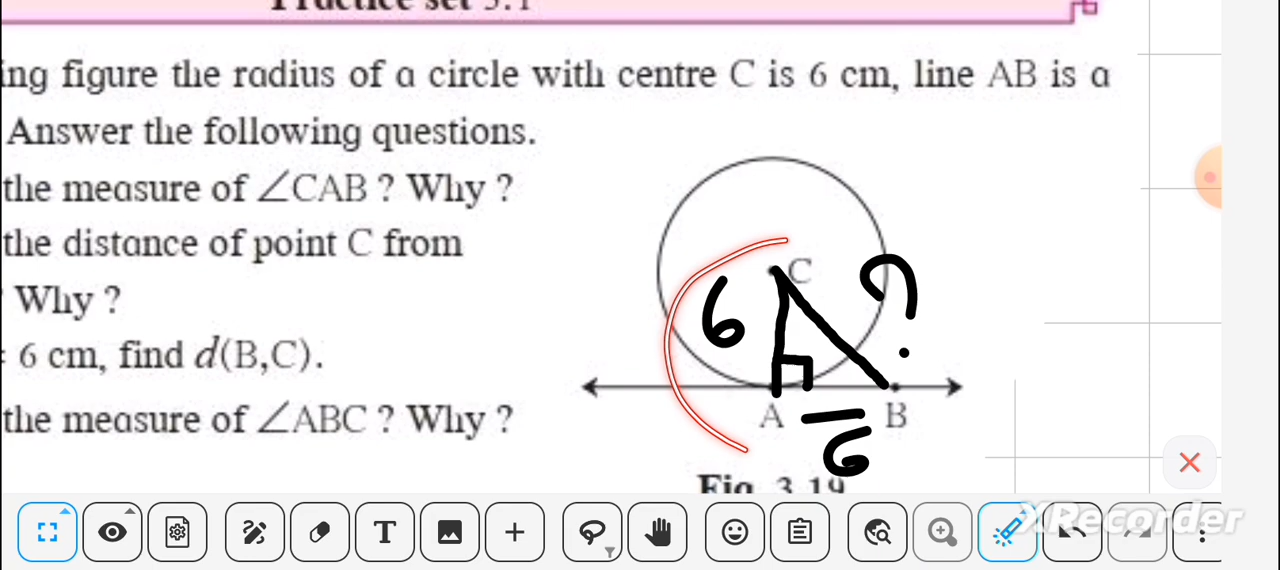 Practice set 3.1
ing figure the radius of a circle with centre C is 6 cm, line AB is a
Answer the following questions.
the measure of ∠CAB ? Why ?
the distance of point C from
Why ?
= 6 cm, find d(B,C).
the measure of ∠ABC ? Why ?
C
6
?
A
B
6
Fig. 3.19
T
XRecorder